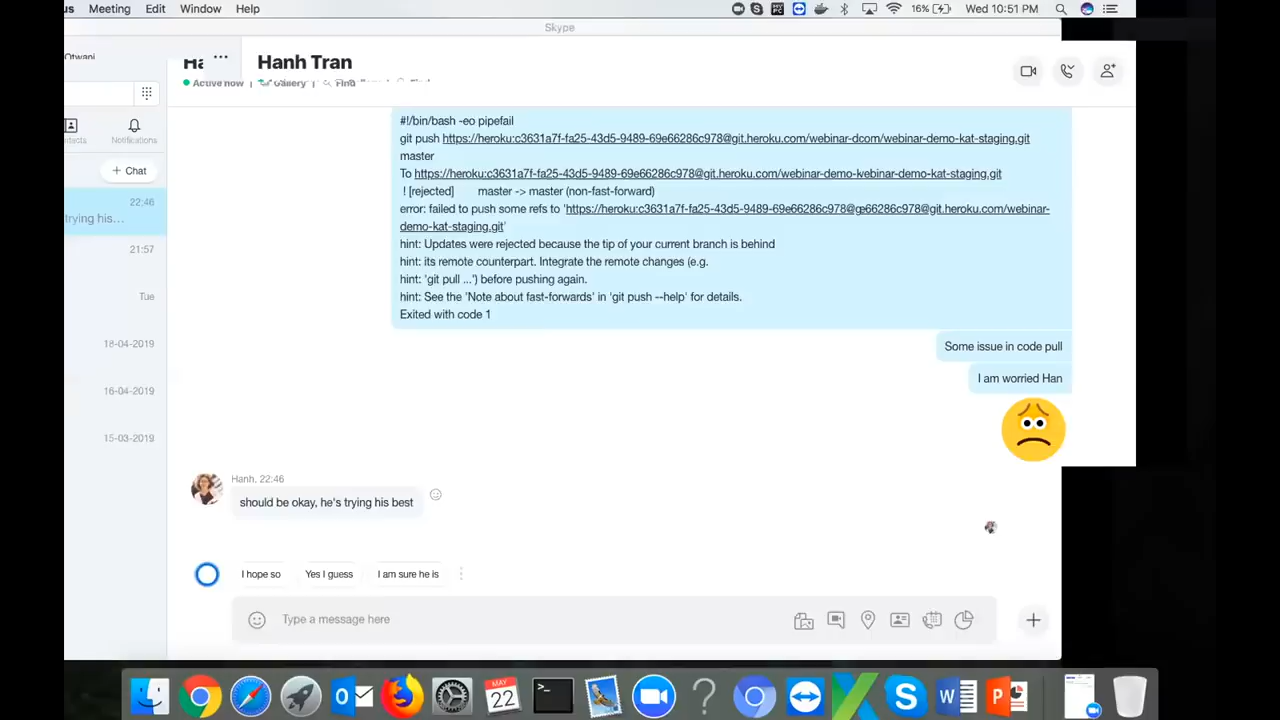 us Meeting Edit Window Help 16% Wed 10:51 PM
Skype
Otwani
Hanh Tran
Active now | Gallery | Find
Contacts Notifications
+ Chat
22:46
trying his…
21:57
Tue
18-04-2019
16-04-2019
15-03-2019
#!/bin/bash -eo pipefail
git push https://heroku:c3631a7f-fa25-43d5-9489-69e66286c978@git.heroku.com/webinar-dcom/webinar-demo-kat-staging.git
master
To https://heroku:c3631a7f-fa25-43d5-9489-69e66286c978@git.heroku.com/webinar-demo-kebinar-demo-kat-staging.git
! [rejected] master -> master (non-fast-forward)
error: failed to push some refs to 'https://heroku:c3631a7f-fa25-43d5-9489-69e66286c978@ge66286c978@git.heroku.com/webinar-
demo-kat-staging.git'
hint: Updates were rejected because the tip of your current branch is behind
hint: its remote counterpart. Integrate the remote changes (e.g.
hint: 'git pull ...') before pushing again.
hint: See the 'Note about fast-forwards' in 'git push --help' for details.
Exited with code 1
Some issue in code pull
I am worried Han
Hanh, 22:46
should be okay, he's trying his best
I hope so Yes I guess I am sure he is
Type a message here
MAY
22